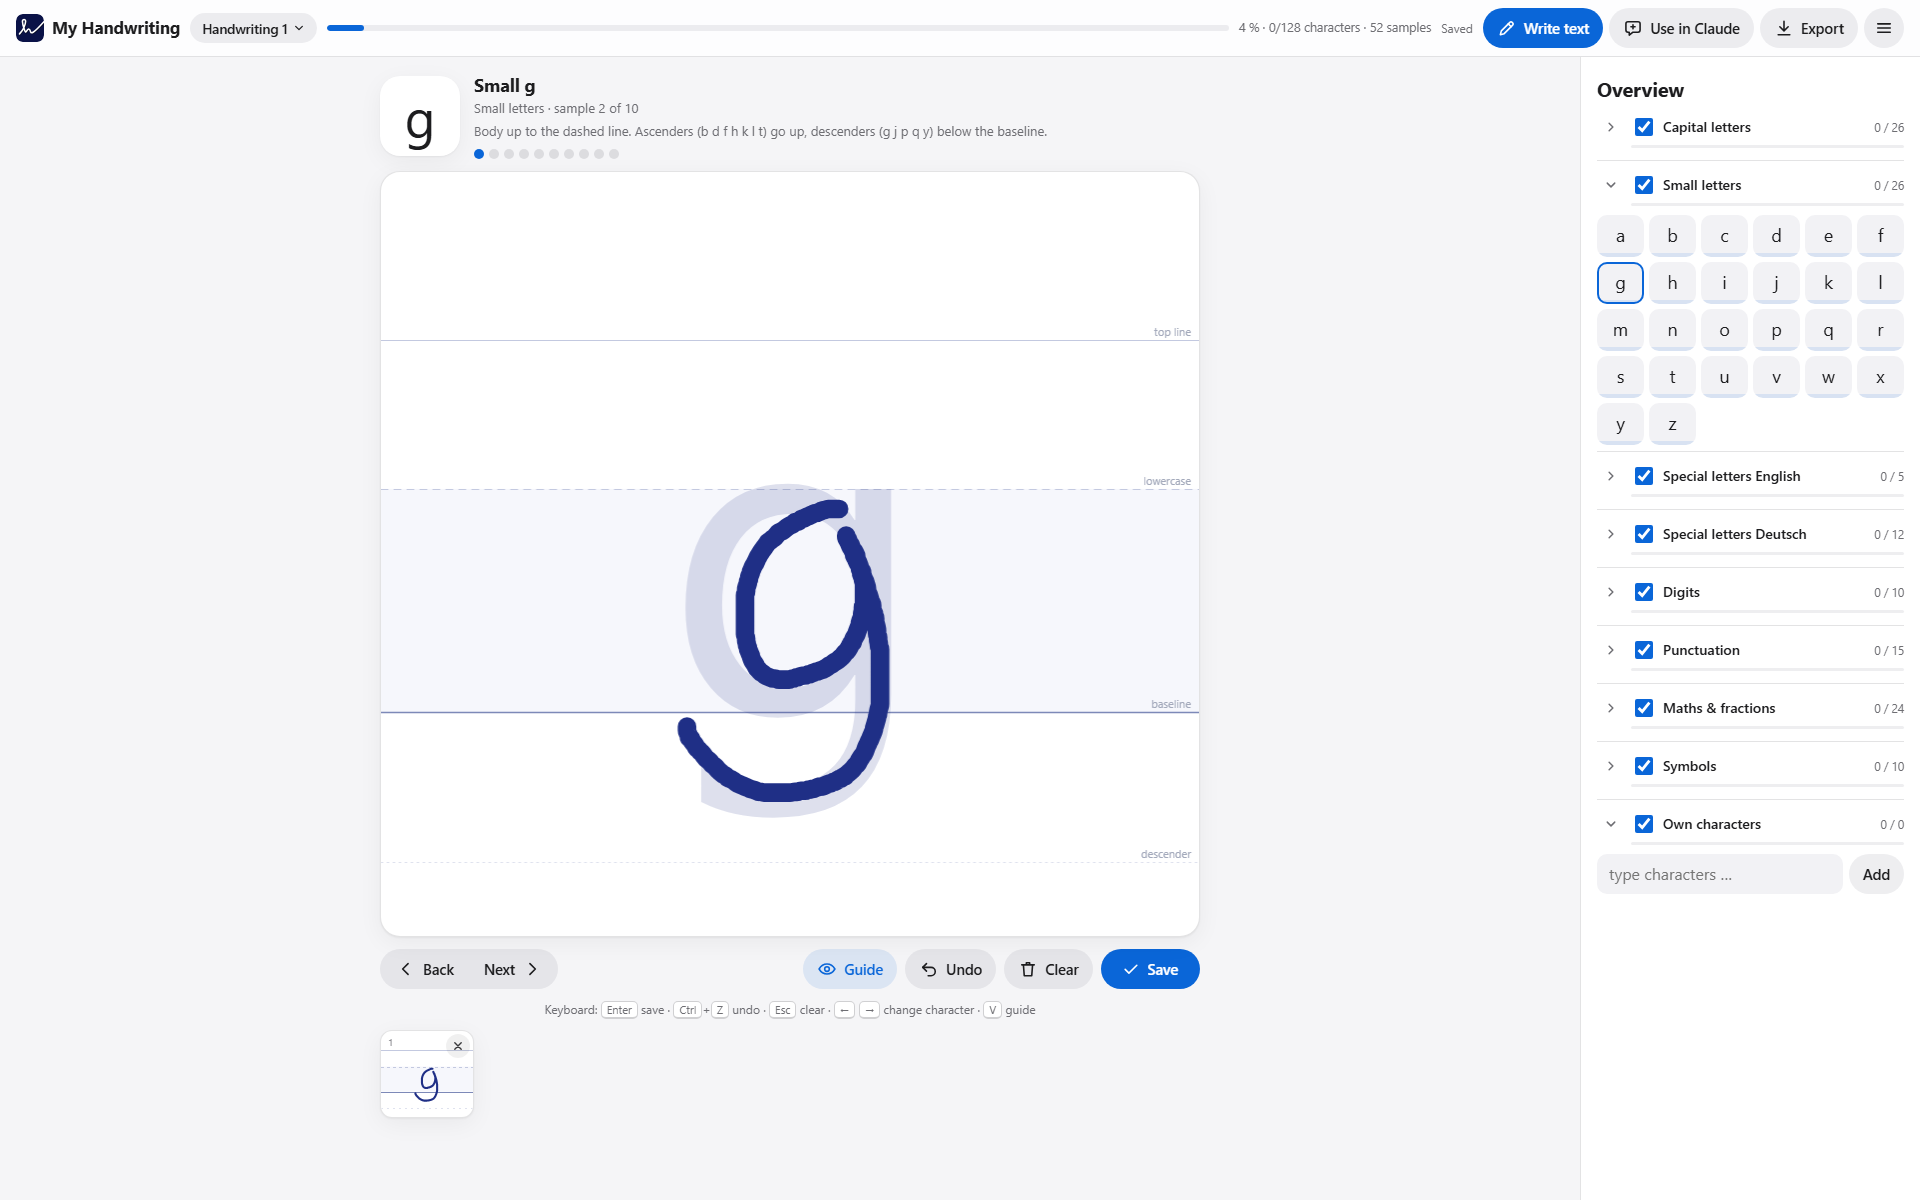 My Handwriting
Handwriting 1
4 % · 0/128 characters · 52 samples
Saved
Write text
Use in Claude
Export
g
Small g
Small letters · sample 2 of 10
Body up to the dashed line. Ascenders (b d f h k l t) go up, descenders (g j p q y) below the baseline.
top line
lowercase
g
baseline
descender
Back
Next
Guide
Undo
Clear
Save
Keyboard: Enter save · Ctrl + Z undo · Esc clear · ← → change character · V guide
1
g
Overview
Capital letters 0 / 26
Small letters 0 / 26
a b c d e f
g h i j k l
m n o p q r
s t u v w x
y z
Special letters English 0 / 5
Special letters Deutsch 0 / 12
Digits 0 / 10
Punctuation 0 / 15
Maths & fractions 0 / 24
Symbols 0 / 10
Own characters 0 / 0
type characters ...
Add